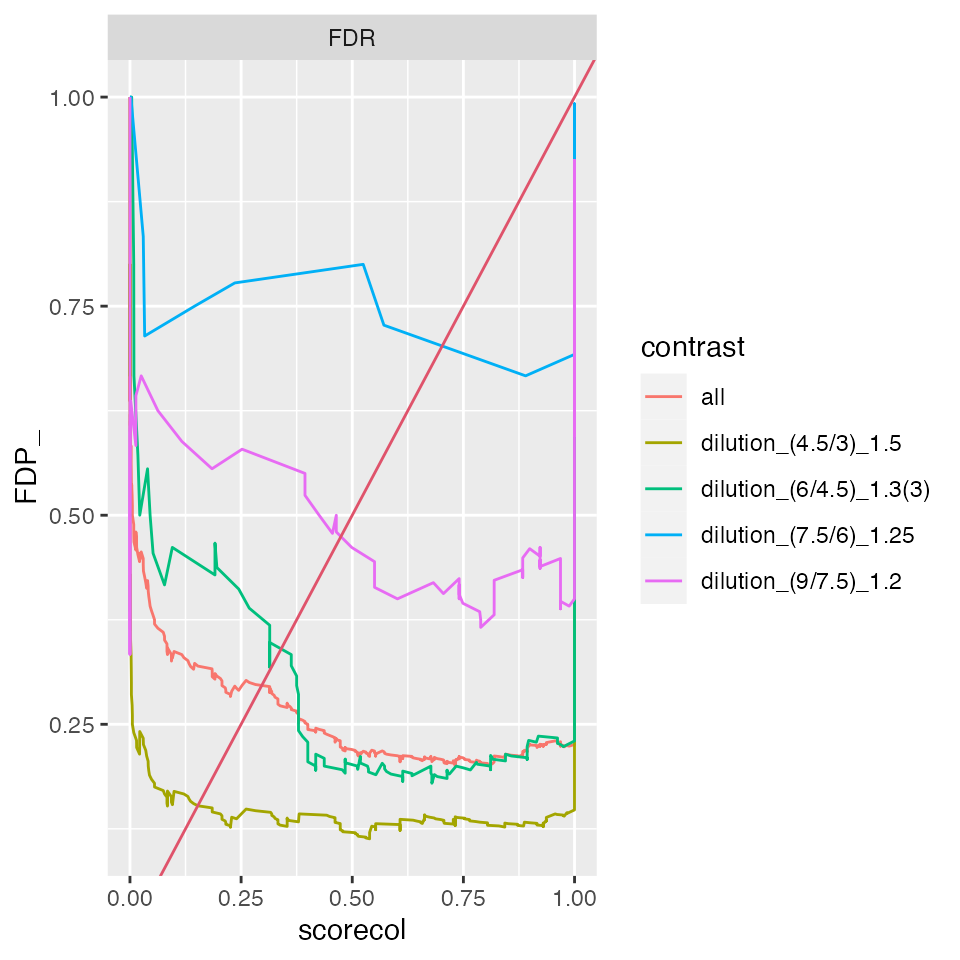 FDR
1.00
0.75
0.50
0.25
FDP_
0.00 0.25 0.50 0.75 1.00
scorecol
contrast
all
dilution_(4.5/3)_1.5
dilution_(6/4.5)_1.3(3)
dilution_(7.5/6)_1.25
dilution_(9/7.5)_1.2